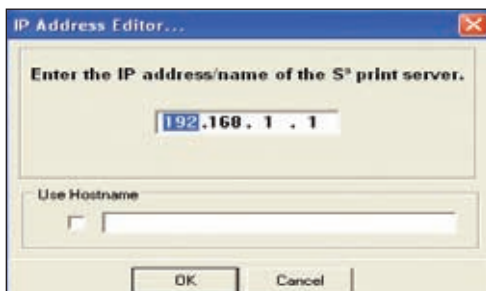 IP Address Editor...
Enter the IP address/name of the S³ print server.
192.168. 1 . 1
Use Hostname
OK Cancel